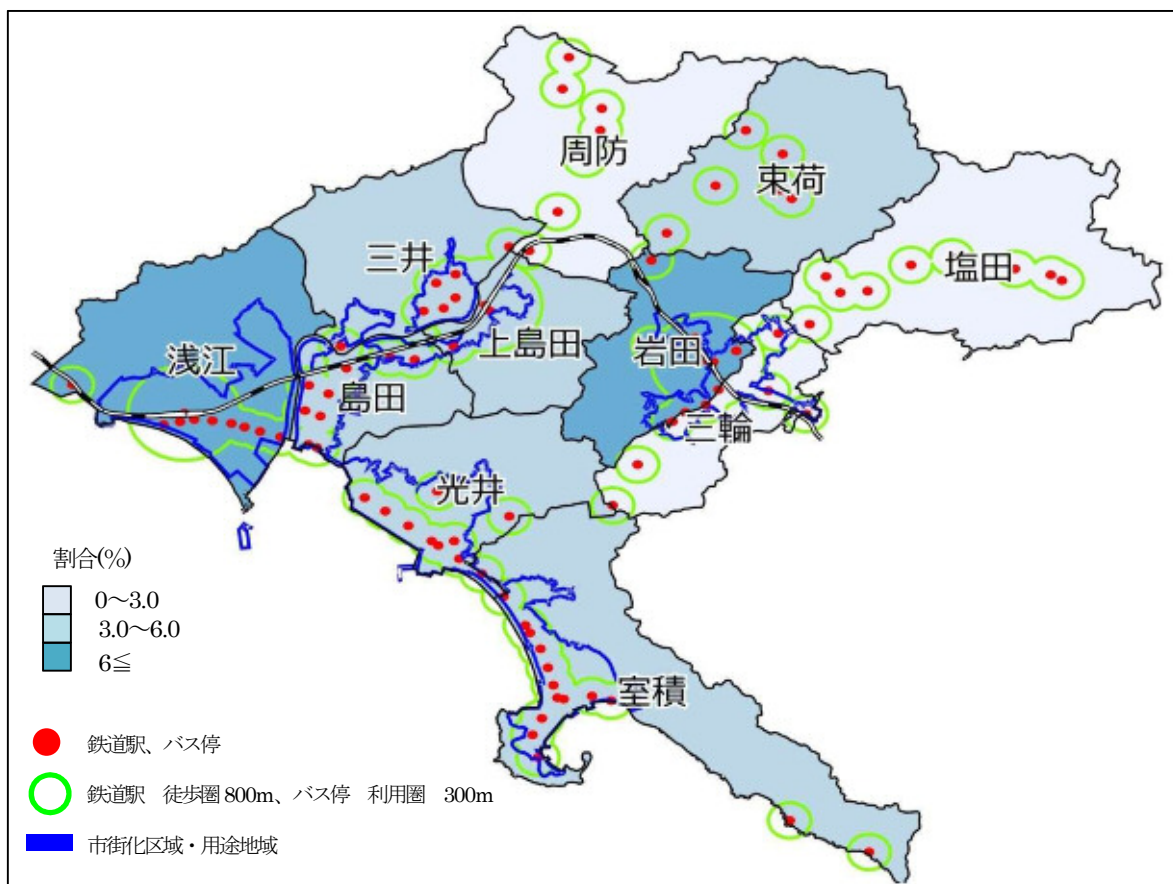 周防
束荷
三井
塩田
上島田
岩田
浅江
島田
三輪
光井
室積
割合(%)
0～3.0
3.0～6.0
6≦
鉄道駅、バス停
鉄道駅　徒歩圏 800m、バス停　利用圏　300m
市街化区域・用途地域